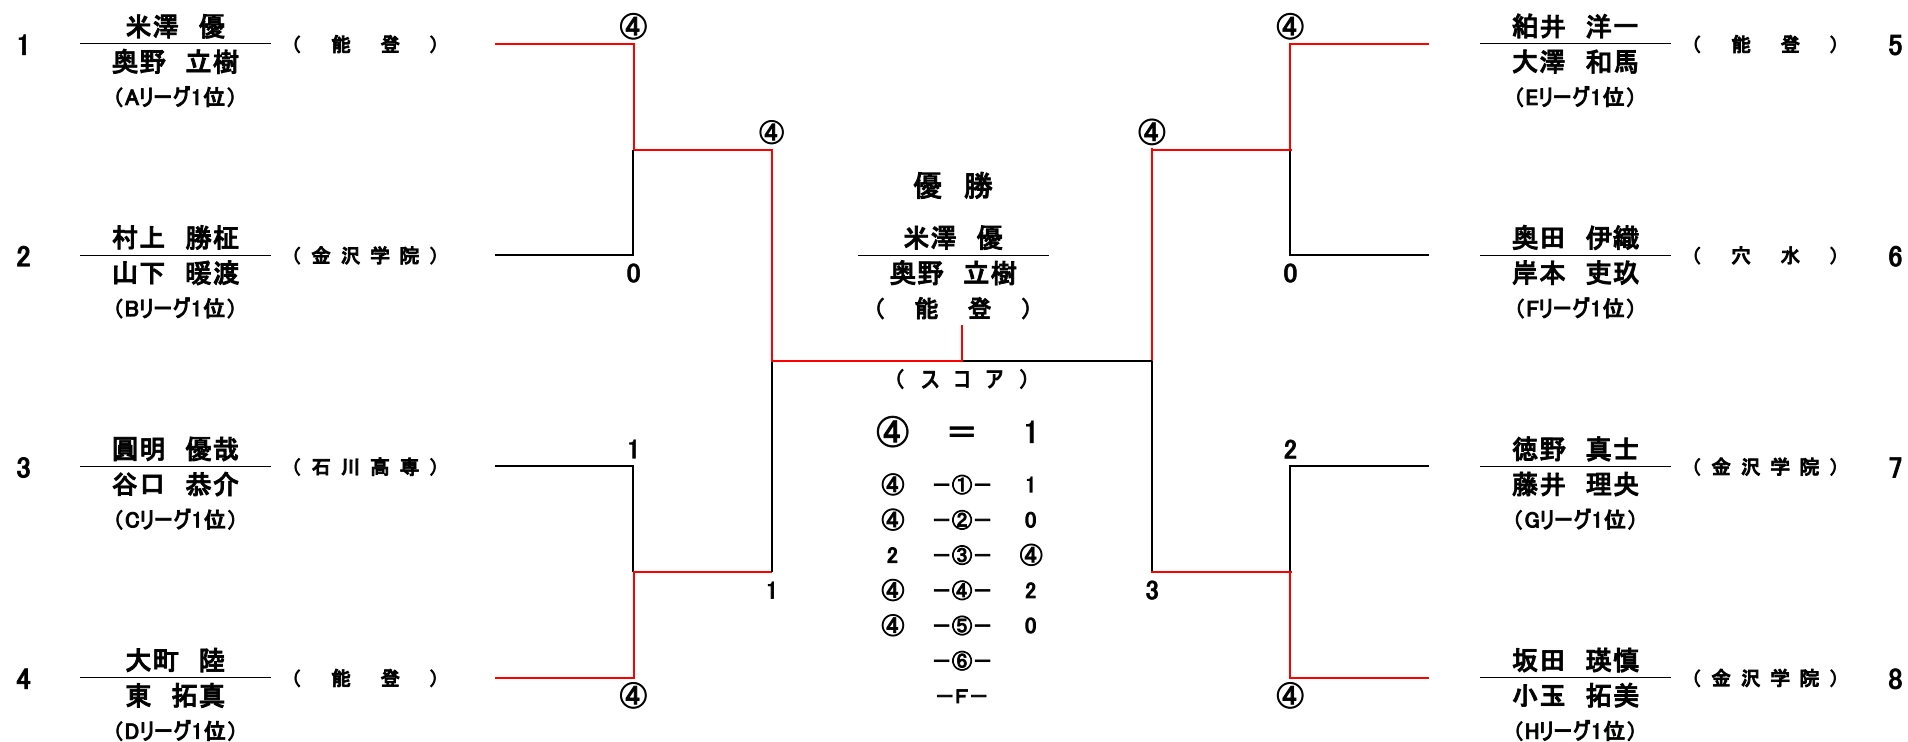 1 米澤 優 （ 能 登 ）
奥野 立樹
（Aリーグ1位）
④
2 村上 勝柾 （ 金 沢 学 院 ）
山下 暖渡
（Bリーグ1位）
0
④
3 圓明 優哉 （ 石 川 高 専 ）
谷口 恭介
（Cリーグ1位）
1
4 大町 陸 （ 能 登 ）
東 拓真
（Dリーグ1位）
④
1
優 勝
米澤 優
奥野 立樹
（ 能 登 ）
（ ス コ ア ）
④ ＝ 1
④ －①－ 1
④ －②－ 0
2 －③－ ④
④ －④－ 2
④ －⑤－ 0
－⑥－
－F－
④
絈井 洋一 （ 能 登 ） 5
大澤 和馬
（Eリーグ1位）
④
0
奥田 伊織 （ 穴 水 ） 6
岸本 吏玖
（Fリーグ1位）
2
徳野 真士 （ 金 沢 学 院 ） 7
藤井 理央
（Gリーグ1位）
3
④
坂田 瑛慎 （ 金 沢 学 院 ） 8
小玉 拓美
（Hリーグ1位）